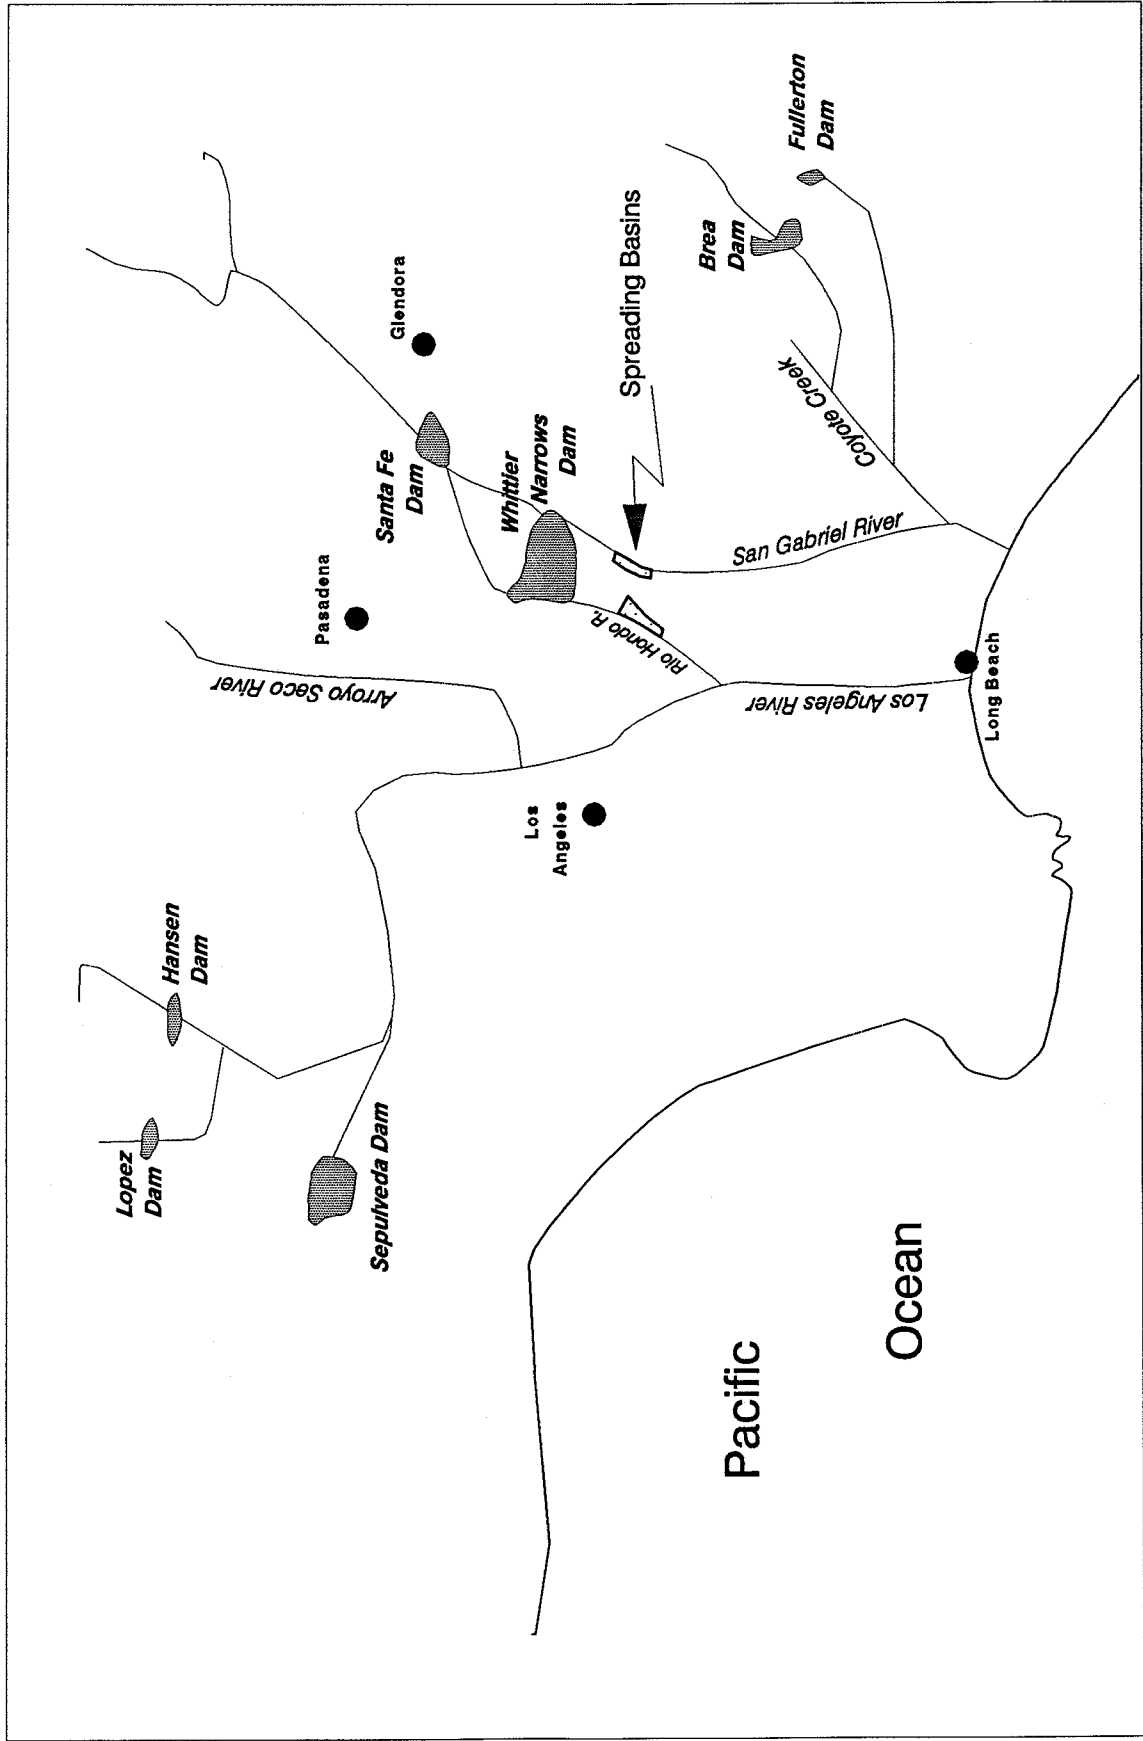 Lopez
Dam
Hansen
Dam
Sepulveda Dam
Arroyo Seco River
Pasadena
Glendora
Santa Fe
Dam
Whittier
Narrows
Dam
Los
Angeles
Rio Hondo R.
Spreading Basins
Brea
Dam
Fullerton
Dam
Coyote Creek
San Gabriel River
Los Angeles River
Long Beach
Pacific
Ocean